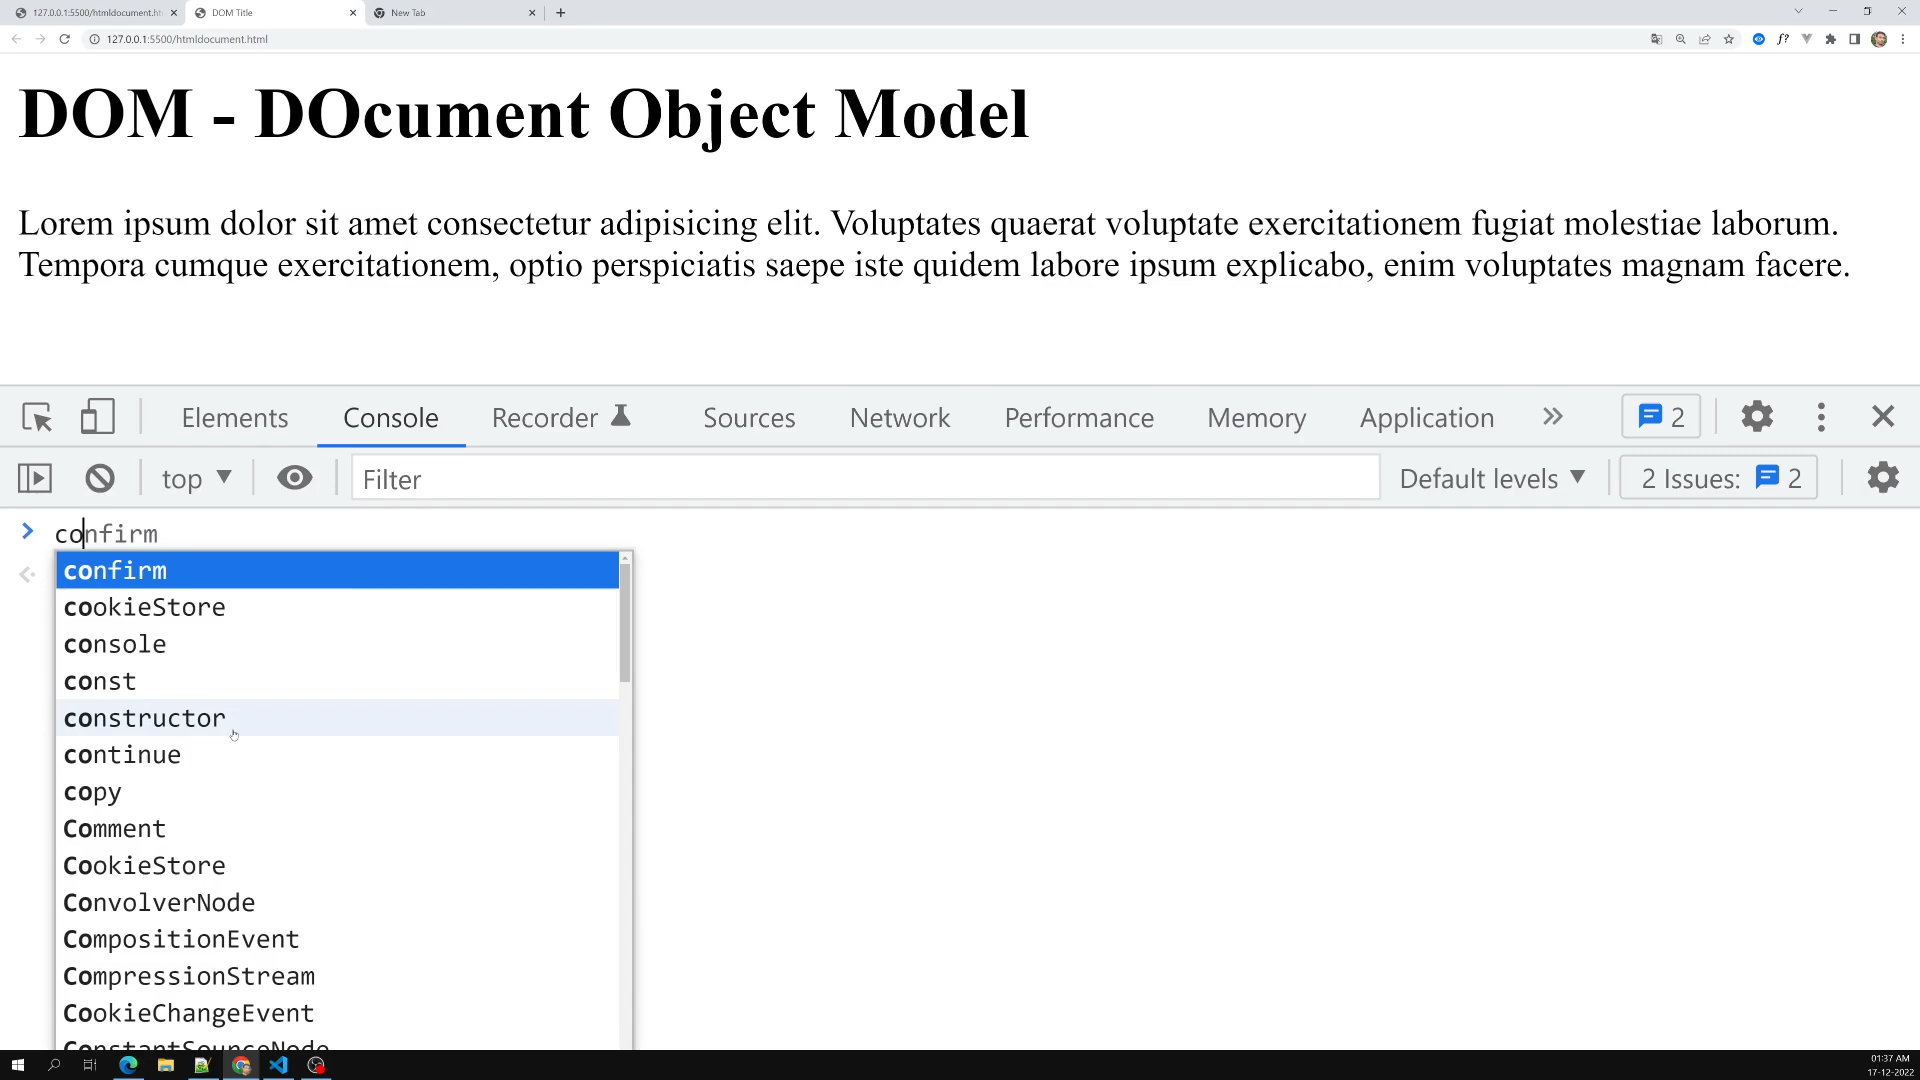 127.0.0.1:5500/htmldocument.ht
DOM Title
New Tab
127.0.0.1:5500/htmldocument.html
f?
DOM - DOcument Object Model
Lorem ipsum dolor sit amet consectetur adipisicing elit. Voluptates quaerat voluptate exercitationem fugiat molestiae laborum.
Tempora cumque exercitationem, optio perspiciatis saepe iste quidem labore ipsum explicabo, enim voluptates magnam facere.
Elements Console Recorder Sources Network Performance Memory Application 2
top Filter Default levels 2 Issues: 2
confirm
confirm
cookieStore
console
const
constructor
continue
copy
Comment
CookieStore
ConvolverNode
CompositionEvent
CompressionStream
CookieChangeEvent
ConstantSourceNode
01:37 AM
17-12-2022